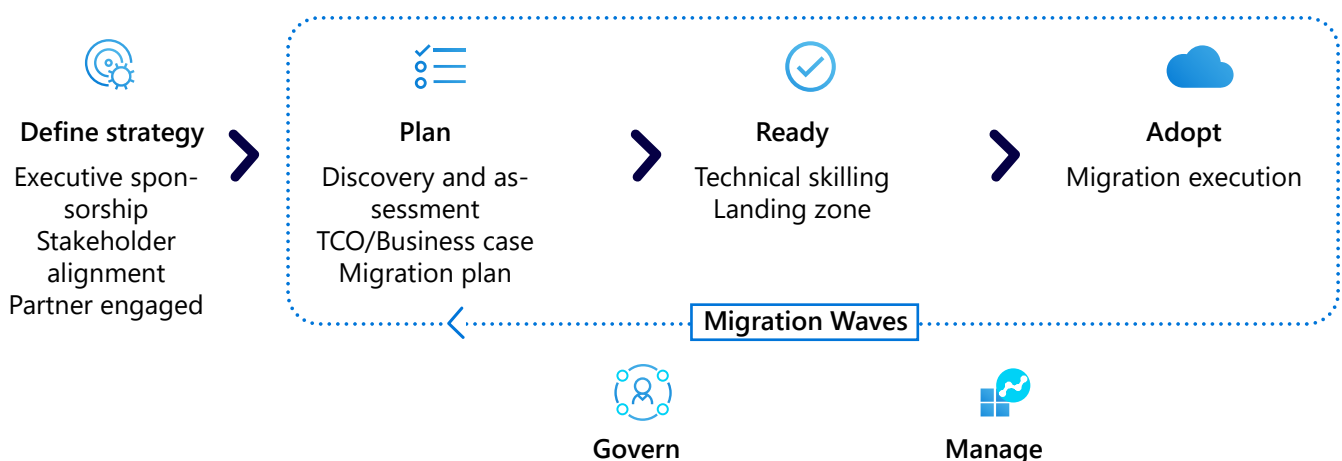 Define strategy
Executive spon-
sorship
Stakeholder
alignment
Partner engaged
Plan
Discovery and as-
sessment
TCO/Business case
Migration plan
Ready
Technical skilling
Landing zone
Adopt
Migration execution
Migration Waves
Govern
Manage